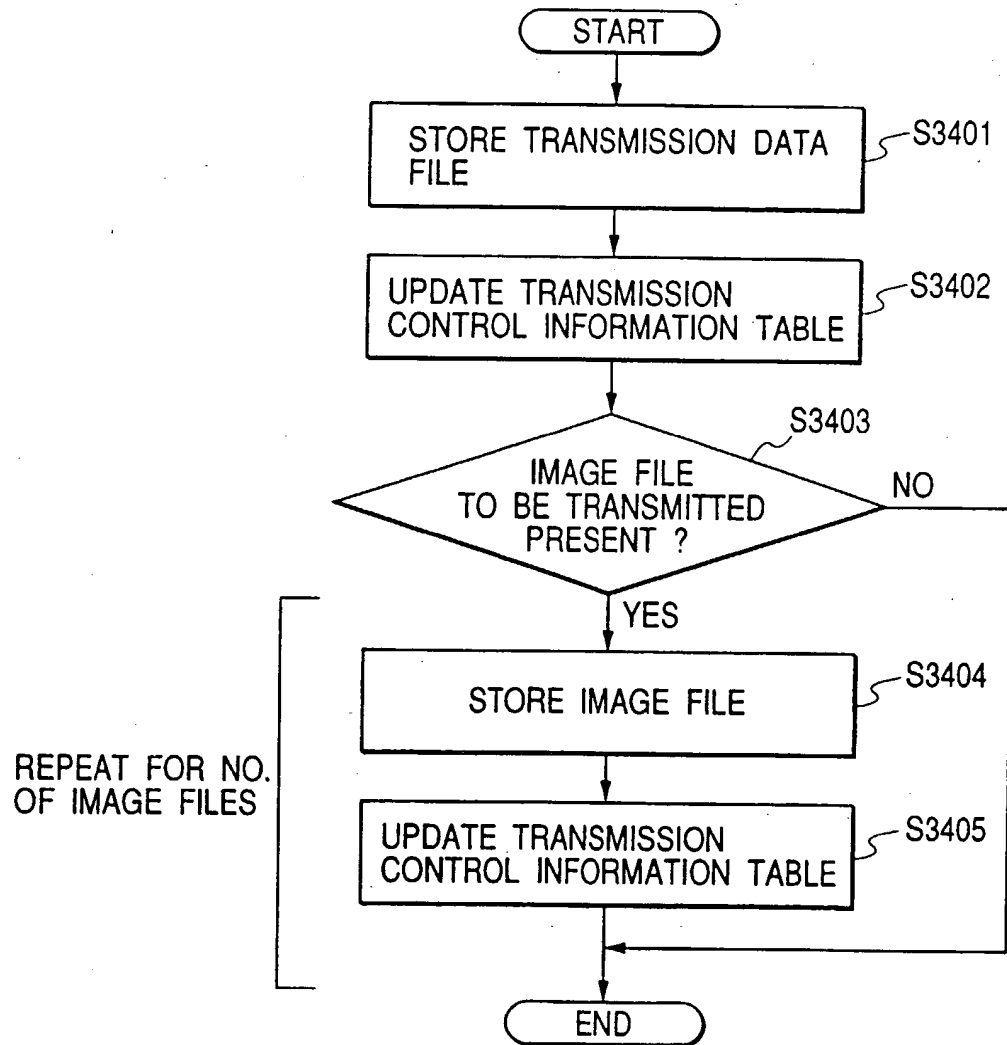 START
STORE TRANSMISSION DATA
FILE
S3401
UPDATE TRANSMISSION
CONTROL INFORMATION TABLE
S3402
S3403
IMAGE FILE
TO BE TRANSMITTED
PRESENT ?
NO
YES
STORE IMAGE FILE
S3404
REPEAT FOR NO.
OF IMAGE FILES
UPDATE TRANSMISSION
CONTROL INFORMATION TABLE
S3405
END